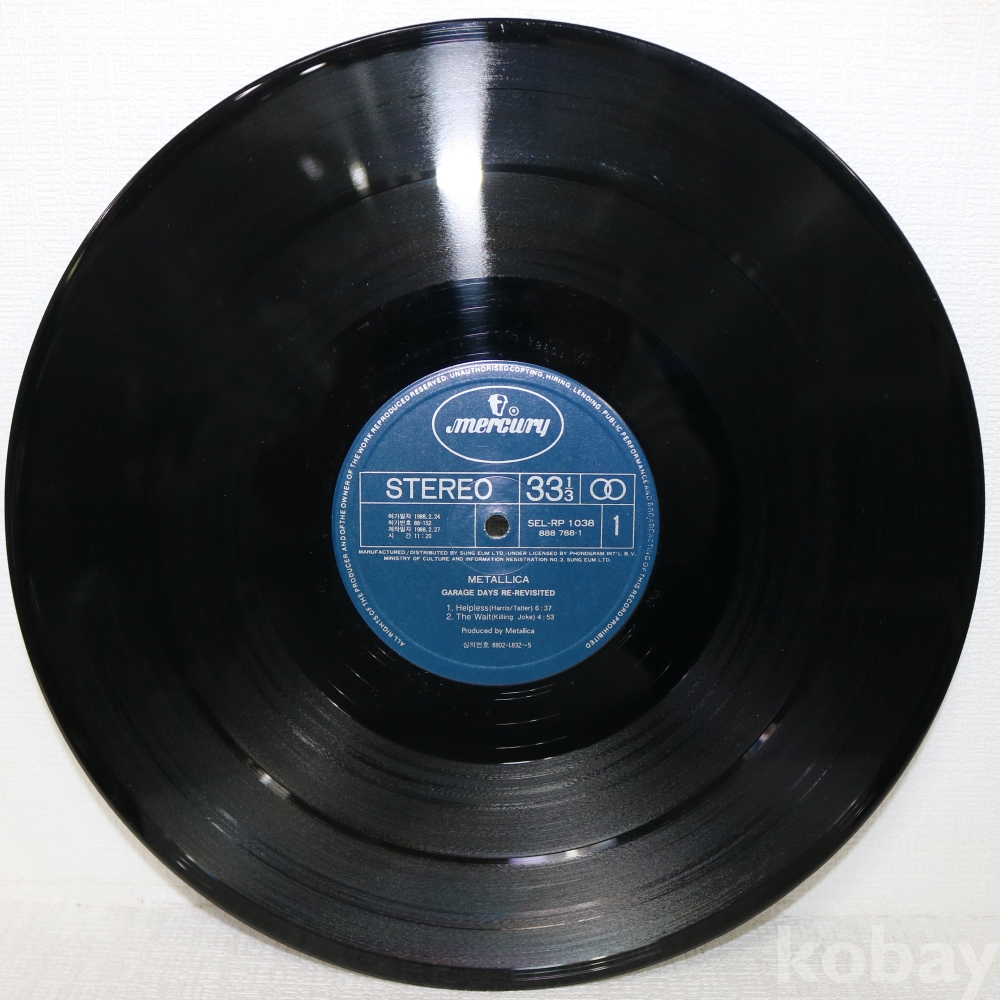 ALL RIGHTS OF THE PRODUCER AND OF THE OWNER OF THE WORK REPRODUCED RESERVED. UNAUTHORISED COPYING, HIRING, LENDING, PUBLIC PERFORMANCE AND BROADCASTING OF THIS RECORD PROHIBITED
mercury ®
STEREO 33 1/3
허가일자 1988. 2. 24
허가번호 88-152
제작일자 1988. 2. 27
시 간 11 : 20
SEL-RP 1038
888 788-1
1
MANUFACTURED / DISTRIBUTED BY SUNG EUM LTD.-UNDER LICENSED BY PHONOGRAM INT'L B.V.
MINISTRY OF CULTURE AND INFORMATION REGISTRATION NO.3, SUNG EUM LTD.
METALLICA
GARAGE DAYS RE-REVISITED
1. Helpless(Harris/Tatler) 6 : 37
2. The Wait(Killing Joke) 4 : 53
Produced by Metallica
심의번호 8802-L832~5
kobay